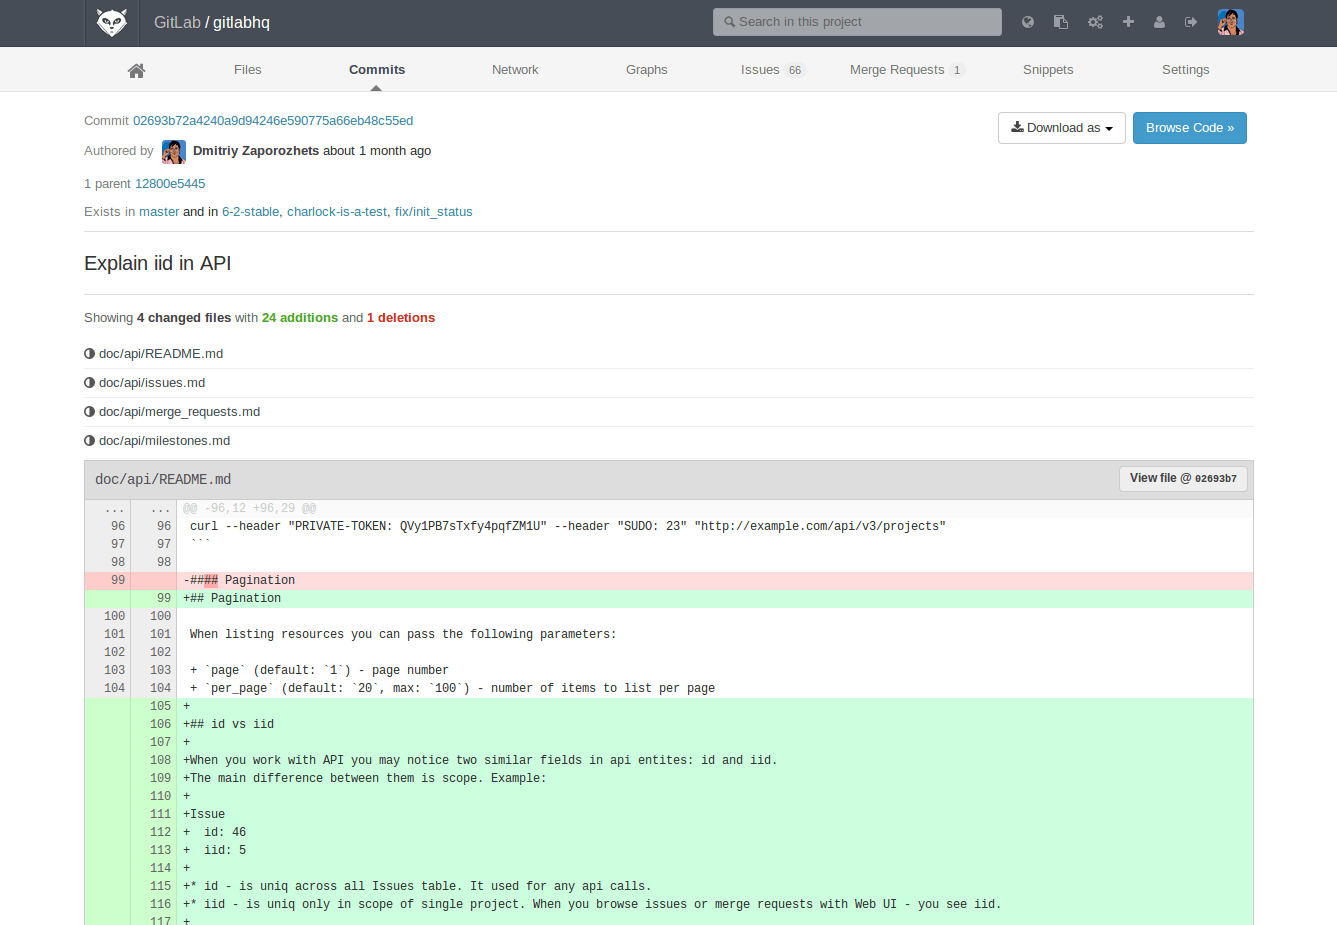 GitLab / gitlabhq
Search in this project
Files
Commits
Network
Graphs
Issues 66
Merge Requests 1
Snippets
Settings
Commit 02693b72a4240a9d94246e590775a66eb48c55ed
Download as
Browse Code »
Authored by Dmitriy Zaporozhets about 1 month ago
1 parent 12800e5445
Exists in master and in 6-2-stable, charlock-is-a-test, fix/init_status
Explain iid in API
Showing 4 changed files with 24 additions and 1 deletions
doc/api/README.md
doc/api/issues.md
doc/api/merge_requests.md
doc/api/milestones.md
doc/api/README.md
View file @ 02693b7
... ... @@ -96,12 +96,29 @@
96 96 curl --header "PRIVATE-TOKEN: QVy1PB7sTxfy4pqfZM1U" --header "SUDO: 23" "http://example.com/api/v3/projects"
97 97 ```
98 98
99 -#### Pagination
99 +## Pagination
100 100
101 101 When listing resources you can pass the following parameters:
102 102
103 103 + `page` (default: `1`) - page number
104 104 + `per_page` (default: `20`, max: `100`) - number of items to list per page
105 +
106 +## id vs iid
107 +
108 +When you work with API you may notice two similar fields in api entites: id and iid.
109 +The main difference between them is scope. Example:
110 +
111 +Issue
112 +  id: 46
113 +  iid: 5
114 +
115 +* id - is uniq across all Issues table. It used for any api calls.
116 +* iid - is uniq only in scope of single project. When you browse issues or merge requests with Web UI - you see iid.
117 +